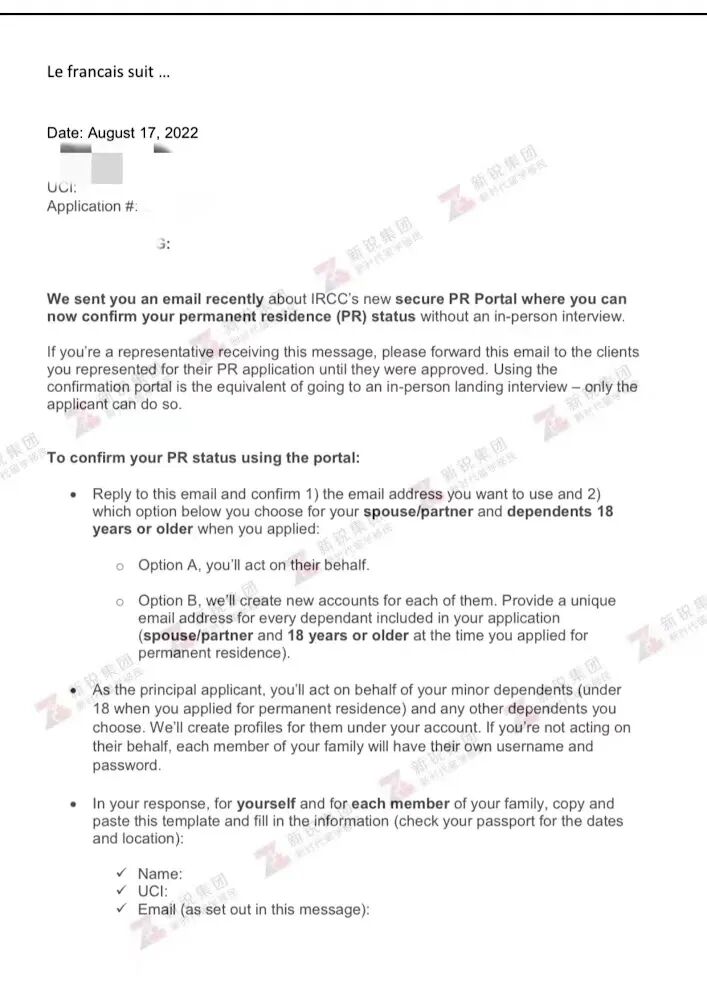 Le francais suit ...
Date: August 17, 2022
UCI:
Application #:
G:
We sent you an email recently about IRCC's new secure PR Portal where you can
now confirm your permanent residence (PR) status without an in-person interview.
If you're a representative receiving this message, please forward this email to the clients
you represented for their PR application until they were approved. Using the
confirmation portal is the equivalent of going to an in-person landing interview – only the
applicant can do so.
To confirm your PR status using the portal:
• Reply to this email and confirm 1) the email address you want to use and 2)
which option below you choose for your spouse/partner and dependents 18
years or older when you applied:
o Option A, you'll act on their behalf.
o Option B, we'll create new accounts for each of them. Provide a unique
email address for every dependant included in your application
(spouse/partner and 18 years or older at the time you applied for
permanent residence).
• As the principal applicant, you'll act on behalf of your minor dependents (under
18 when you applied for permanent residence) and any other dependents you
choose. We'll create profiles for them under your account. If you're not acting on
their behalf, each member of your family will have their own username and
password.
• In your response, for yourself and for each member of your family, copy and
paste this template and fill in the information (check your passport for the dates
and location):
✓ Name:
✓ UCI:
✓ Email (as set out in this message):
新锐集团
新时代留学移民